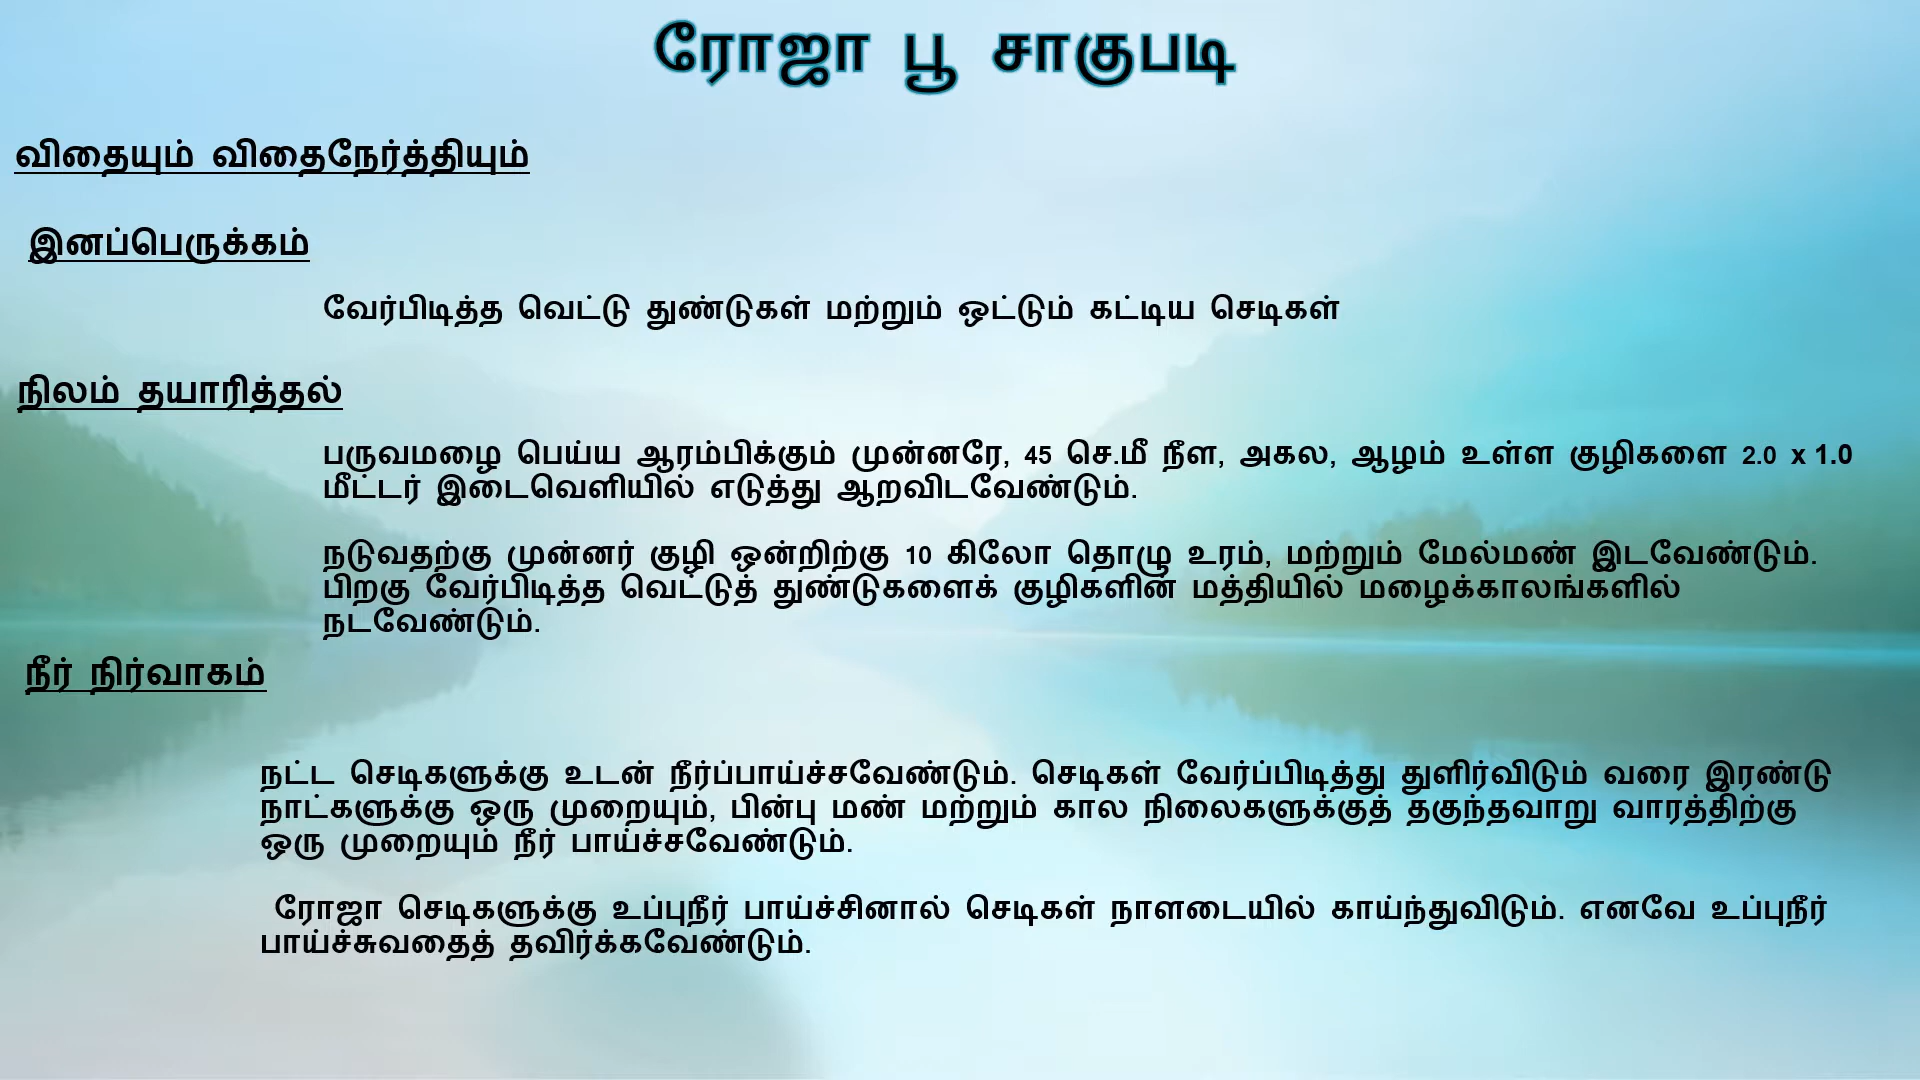 ரோஜா பூ சாகுபடி
விதையும் விதைநேர்த்தியும்
இனப்பெருக்கம்
வேர்பிடித்த வெட்டு துண்டுகள் மற்றும் ஒட்டும் கட்டிய செடிகள்
நிலம் தயாரித்தல்
பருவமழை பெய்ய ஆரம்பிக்கும் முன்னரே, 45 செ.மீ நீள, அகல, ஆழம் உள்ள குழிகளை 2.0 x 1.0
மீட்டர் இடைவெளியில் எடுத்து ஆறவிடவேண்டும்.
நடுவதற்கு முன்னர் குழி ஒன்றிற்கு 10 கிலோ தொழு உரம், மற்றும் மேல்மண் இடவேண்டும்.
பிறகு வேர்பிடித்த வெட்டுத் துண்டுகளைக் குழிகளின் மத்தியில் மழைக்காலங்களில்
நடவேண்டும்.
நீர் நிர்வாகம்
நட்ட செடிகளுக்கு உடன் நீர்ப்பாய்ச்சவேண்டும். செடிகள் வேர்ப்பிடித்து துளிர்விடும் வரை இரண்டு
நாட்களுக்கு ஒரு முறையும், பின்பு மண் மற்றும் கால நிலைகளுக்குத் தகுந்தவாறு வாரத்திற்கு
ஒரு முறையும் நீர் பாய்ச்சவேண்டும்.
ரோஜா செடிகளுக்கு உப்புநீர் பாய்ச்சினால் செடிகள் நாளடையில் காய்ந்துவிடும். எனவே உப்புநீர்
பாய்ச்சுவதைத் தவிர்க்கவேண்டும்.